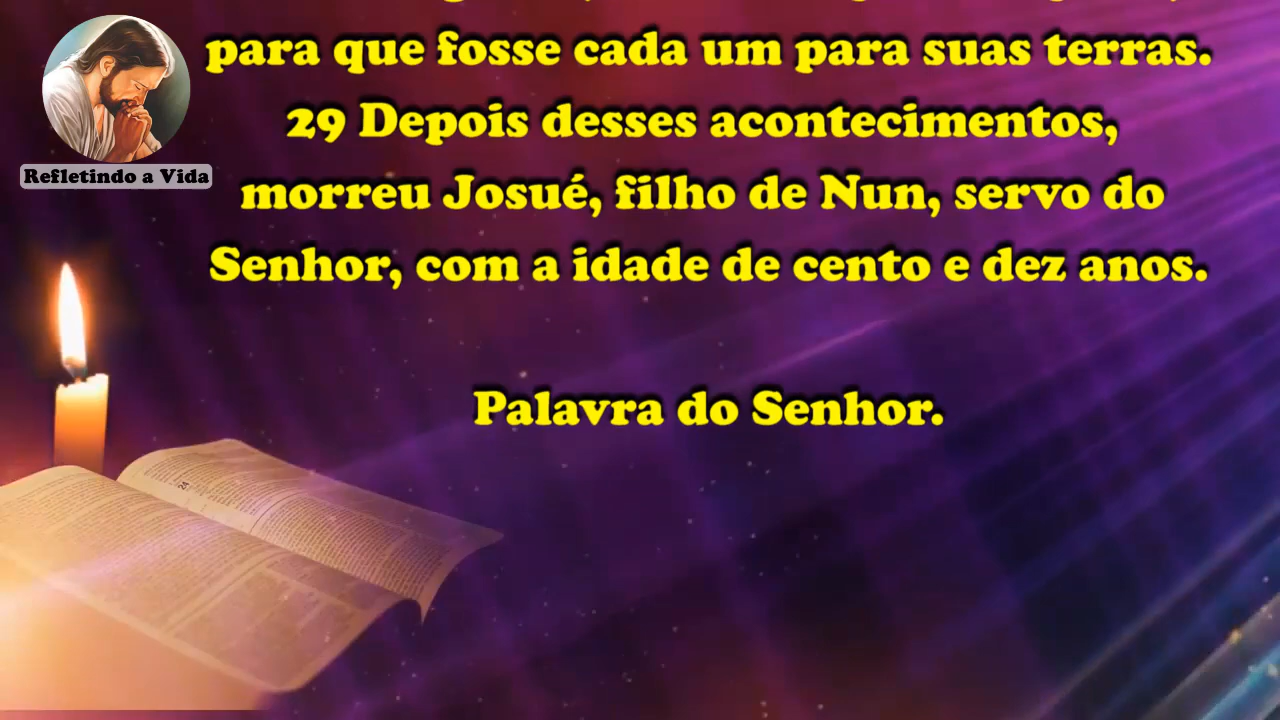 para que fosse cada um para suas terras.
29 Depois desses acontecimentos,
morreu Josué, filho de Nun, servo do
Senhor, com a idade de cento e dez anos.
Palavra do Senhor.
Refletindo a Vida
24